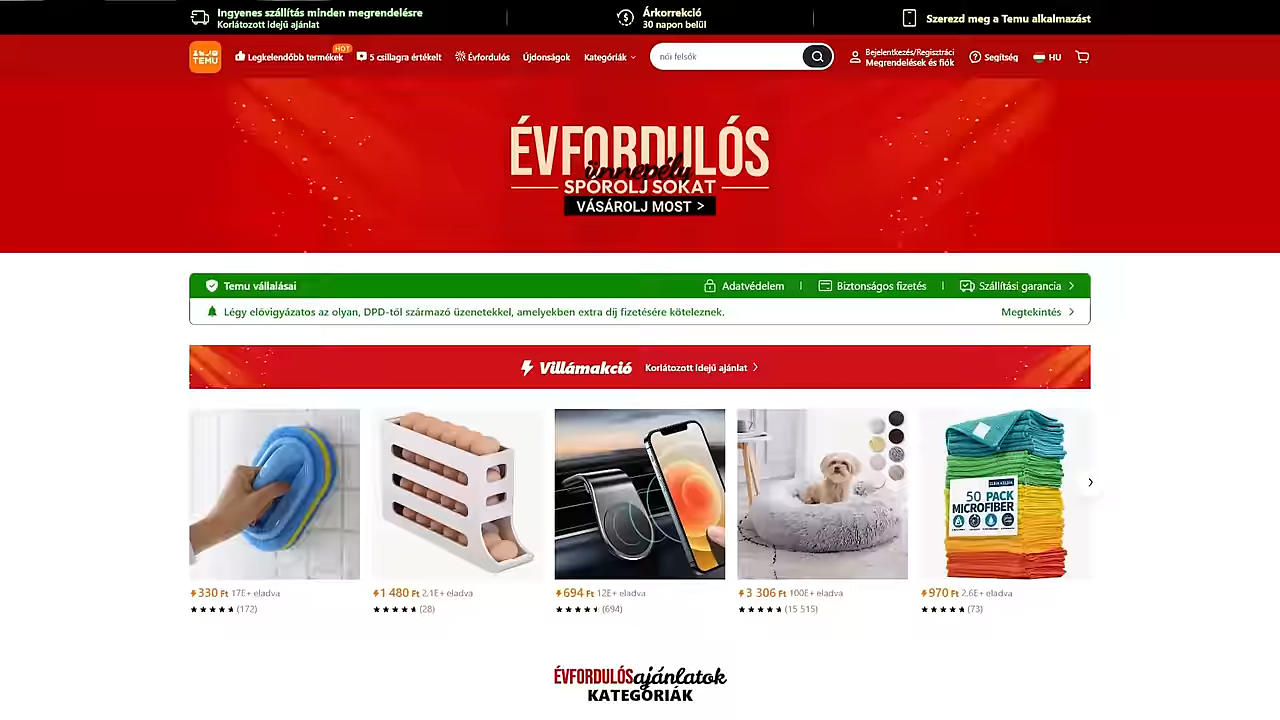 Ingyenes szállítás minden megrendelésre
Korlátozott idejű ajánlat
Árkorrekció
30 napon belül
Szerezd meg a Temu alkalmazást
TEMU
Legkelendőbb termékek
HOT
5 csillagra értékelt
Évfordulós
Újdonságok
Kategóriák
női felsők
Bejelentkezés/Regisztráci
Megrendelések és fiók
Segítség
HU
ÉVFORDULÓS
ünnepély
SPÓROLJ SOKAT
VÁSÁROLJ MOST >
Temu vállalásai
Adatvédelem
Biztonságos fizetés
Szállítási garancia
Légy elővigyázatos az olyan, DPD-től származó üzenetekkel, amelyekben extra díj fizetésére köteleznek.
Megtekintés
Villámakció
Korlátozott idejű ajánlat
50 PACK
MICROFIBER
330 Ft 17E+ eladva
(172)
1 480 Ft 2,1E+ eladva
(28)
694 Ft 12E+ eladva
(694)
3 306 Ft 100E+ eladva
(15 515)
970 Ft 2,6E+ eladva
(73)
ÉVFORDULÓS ajánlatok
KATEGÓRIÁK